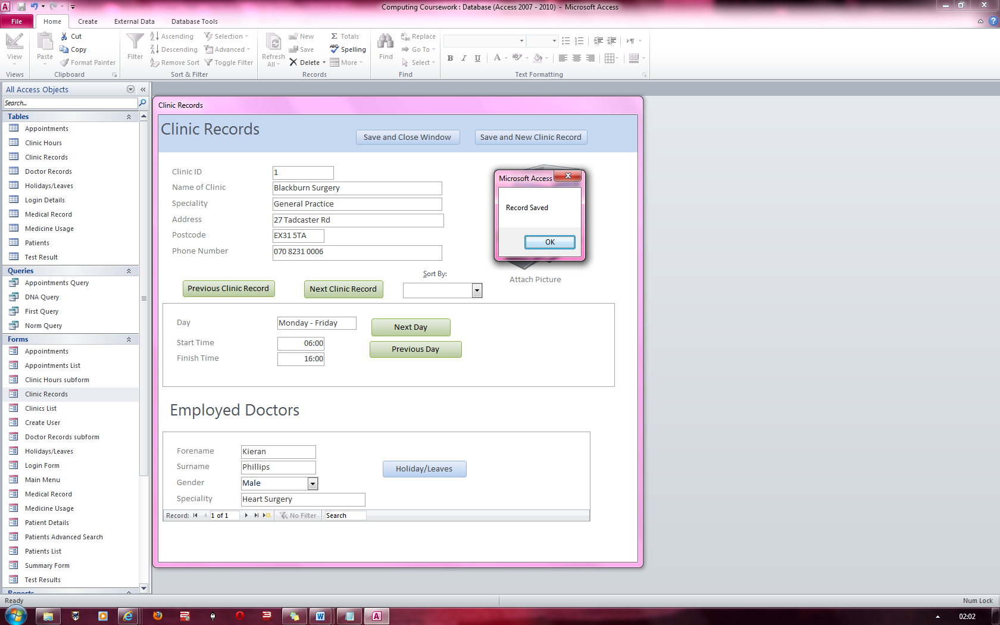 Computing Coursework : Database (Access 2007 - 2010) - Microsoft Access
File Home Create External Data Database Tools
View
Views
Paste
Cut
Copy
Format Painter
Clipboard
Filter
Ascending
Descending
Remove Sort
Selection
Advanced
Toggle Filter
Sort & Filter
Refresh All
New
Save
Delete
Totals
Spelling
More
Records
Find
Replace
Go To
Select
Find
B I U A
Text Formatting
All Access Objects
Search...
Tables
Appointments
Clinic Hours
Clinic Records
Doctor Records
Holidays/Leaves
Login Details
Medical Record
Medicine Usage
Patients
Test Result
Queries
Appointments Query
DNA Query
First Query
Norm Query
Forms
Appointments
Appointments List
Clinic Hours subform
Clinic Records
Clinics List
Create User
Doctor Records subform
Holidays/Leaves
Login Form
Main Menu
Medical Record
Medicine Usage
Patient Details
Patients Advanced Search
Patients List
Summary Form
Test Results
Reports
Clinic Records
Clinic Records
Save and Close Window
Save and New Clinic Record
Clinic ID 1
Name of Clinic Blackburn Surgery
Speciality General Practice
Address 27 Tadcaster Rd
Postcode EX31 5TA
Phone Number 070 8231 0006
Microsoft Access
Record Saved
OK
Attach Picture
Sort By:
Previous Clinic Record
Next Clinic Record
Day Monday - Friday
Start Time 06:00
Finish Time 16:00
Next Day
Previous Day
Employed Doctors
Forename Kieran
Surname Phillips
Gender Male
Speciality Heart Surgery
Holiday/Leaves
Record: 1 of 1 No Filter Search
Ready
Num Lock
02:02